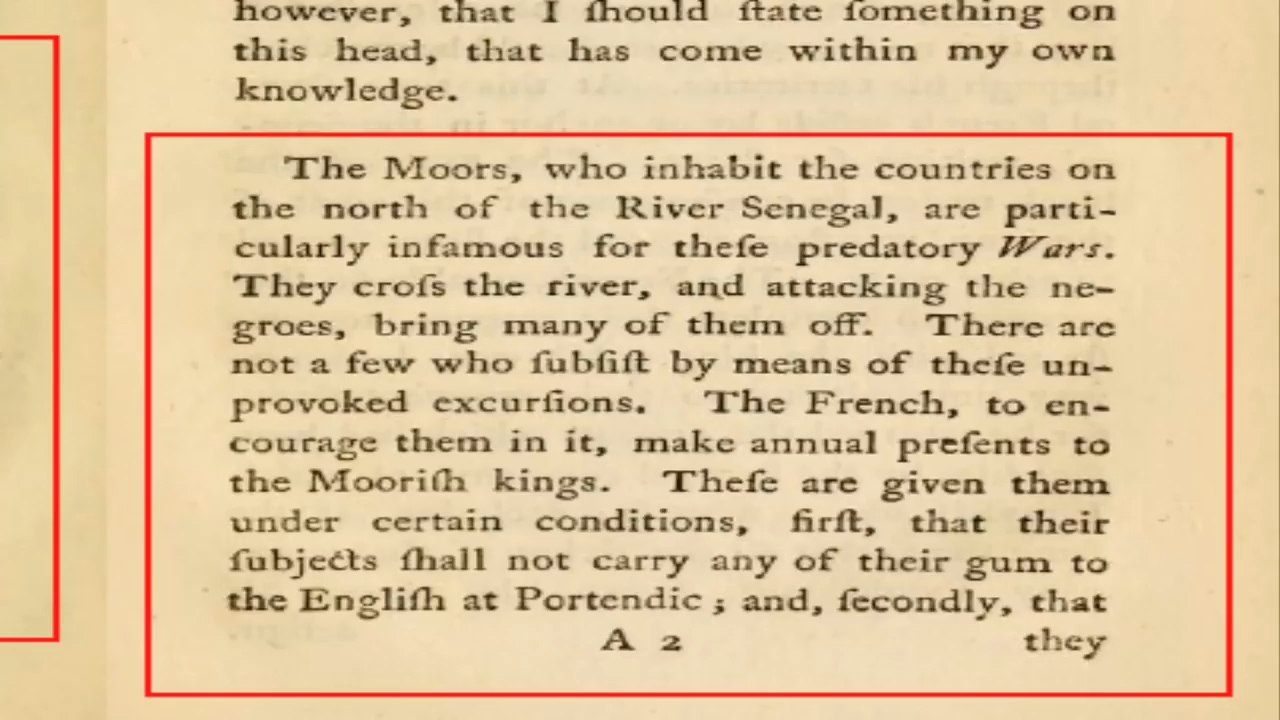 however, that I ſhould ſtate ſomething on
this head, that has come within my own
knowledge.
The Moors, who inhabit the countries on
the north of the River Senegal, are parti-
cularly infamous for theſe predatory Wars.
They croſs the river, and attacking the ne-
groes, bring many of them off. There are
not a few who ſubſiſt by means of theſe un-
provoked excurſions. The French, to en-
courage them in it, make annual preſents to
the Mooriſh kings. Theſe are given them
under certain conditions, firſt, that their
ſubjects ſhall not carry any of their gum to
the Engliſh at Portendic; and, ſecondly, that
A 2 they